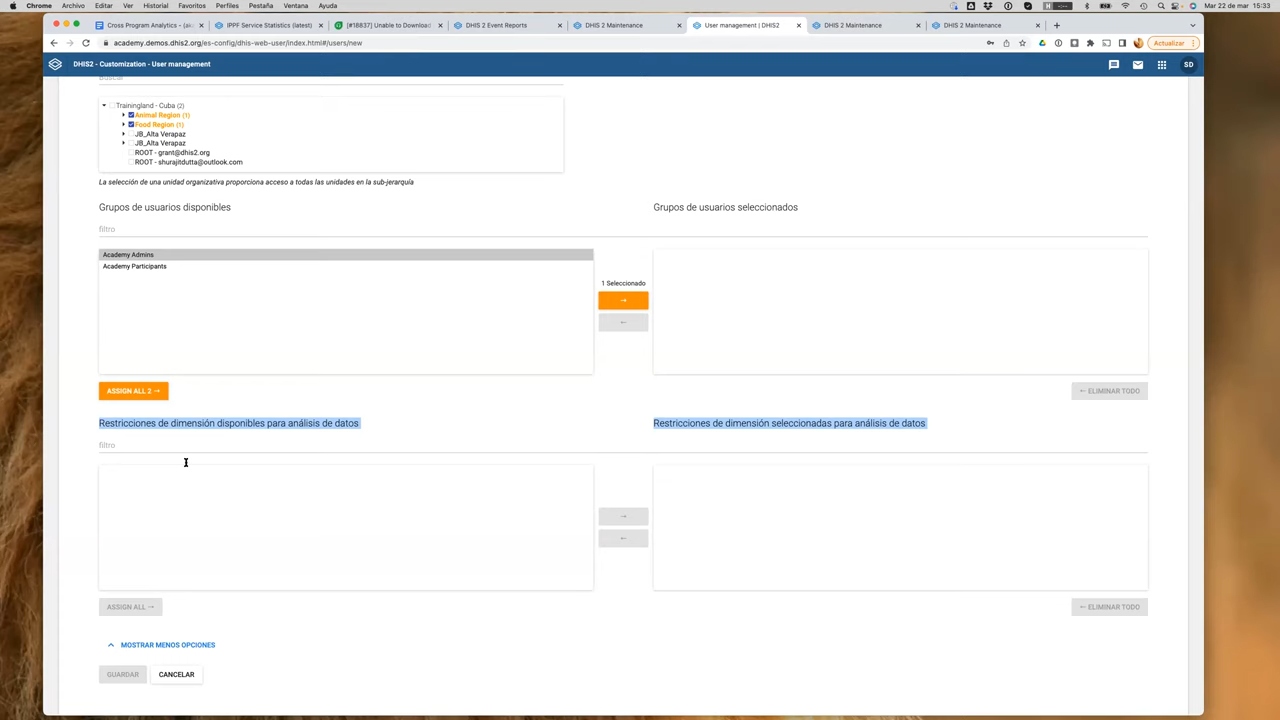 Chrome Archivo Editar Ver Historial Favoritos Perfiles Pestaña Ventana Ayuda Mar 22 de mar 15:33
Cross Program Analytics – (ak IPPF Service Statistics (latest) [#18837] Unable to Download DHIS 2 Event Reports DHIS 2 Maintenance User management | DHIS2 DHIS 2 Maintenance DHIS 2 Maintenance
academy.demos.dhis2.org/es-config/dhis-web-user/index.html#/users/new Actualizar
DHIS2 - Customization - User management SD
Buscar
Trainingland - Cuba (2)
Animal Region (1)
Food Region (1)
JB_Alta Verapaz
JB_Alta Verapaz
ROOT - grant@dhis2.org
ROOT - shurajitdutta@outlook.com
La selección de una unidad organizativa proporciona acceso a todas las unidades en la sub-jerarquía
Grupos de usuarios disponibles Grupos de usuarios seleccionados
filtro
Academy Admins
Academy Participants
1 Seleccionado
→
←
ASSIGN ALL 2 → ← ELIMINAR TODO
Restricciones de dimensión disponibles para análisis de datos Restricciones de dimensión seleccionadas para análisis de datos
filtro
→
←
ASSIGN ALL → ← ELIMINAR TODO
MOSTRAR MENOS OPCIONES
GUARDAR CANCELAR